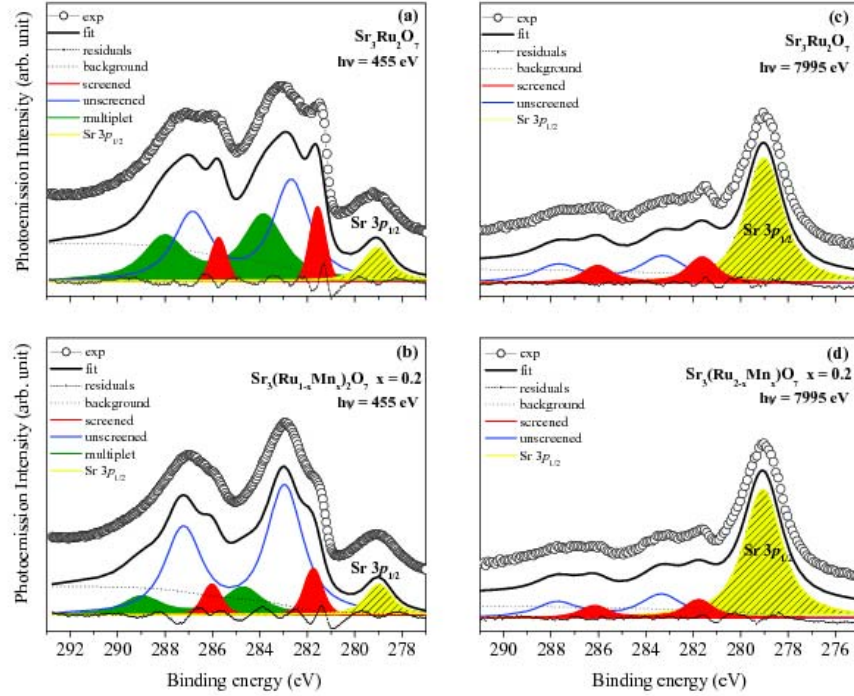 (a)
exp
fit
residuals
background
screened
unscreened
multiplet
Sr 3p1/2
Sr3Ru2O7
hν = 455 eV
Sr 3p1/2
Photoemission Intensity (arb. unit)
(c)
exp
fit
residuals
background
screened
unscreened
Sr 3p1/2
Sr3Ru2O7
hν = 7995 eV
Sr 3p1/2
(b)
exp
fit
residuals
background
screened
unscreened
multiplet
Sr 3p1/2
Sr3(Ru1-xMnx)2O7 x = 0.2
hν = 455 eV
Sr 3p1/2
Photoemission Intensity (arb. unit)
292 290 288 286 284 282 280 278
Binding energy (eV)
(d)
exp
fit
residuals
background
screened
unscreened
Sr 3p1/2
Sr3(Ru2-xMnx)O7 x = 0.2
hν = 7995 eV
Sr 3p1/2
290 288 286 284 282 280 278 276
Binding energy (eV)